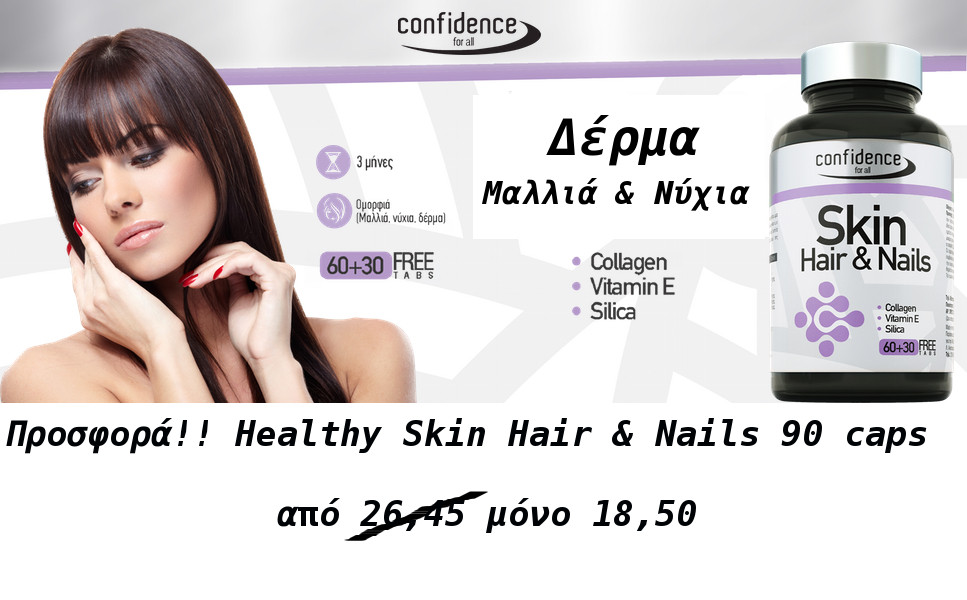 confidence
for all
Δέρμα
Μαλλιά & Νύχια
3 μήνες
Ομορφιά
(Μαλλιά, νύχια, δέρμα)
60+30 FREE
TABS
• Collagen
• Vitamin E
• Silica
confidence
for all
Skin
Hair & Nails
• Collagen
• Vitamin E
• Silica
60+30 FREE
TABS
Προσφορά!! Healthy Skin Hair & Nails 90 caps
από 26,45 μόνο 18,50